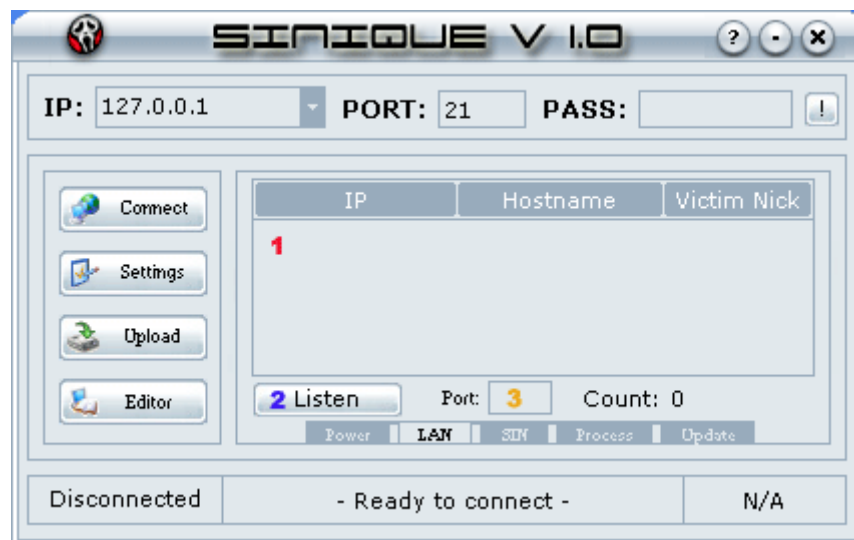 SINIQUE V 1.0
IP: 127.0.0.1 PORT: 21 PASS: !
Connect
Settings
Upload
Editor
IP Hostname Victim Nick
1
2 Listen Port: 3 Count: 0
Power LAN SIN Process Update
Disconnected - Ready to connect - N/A